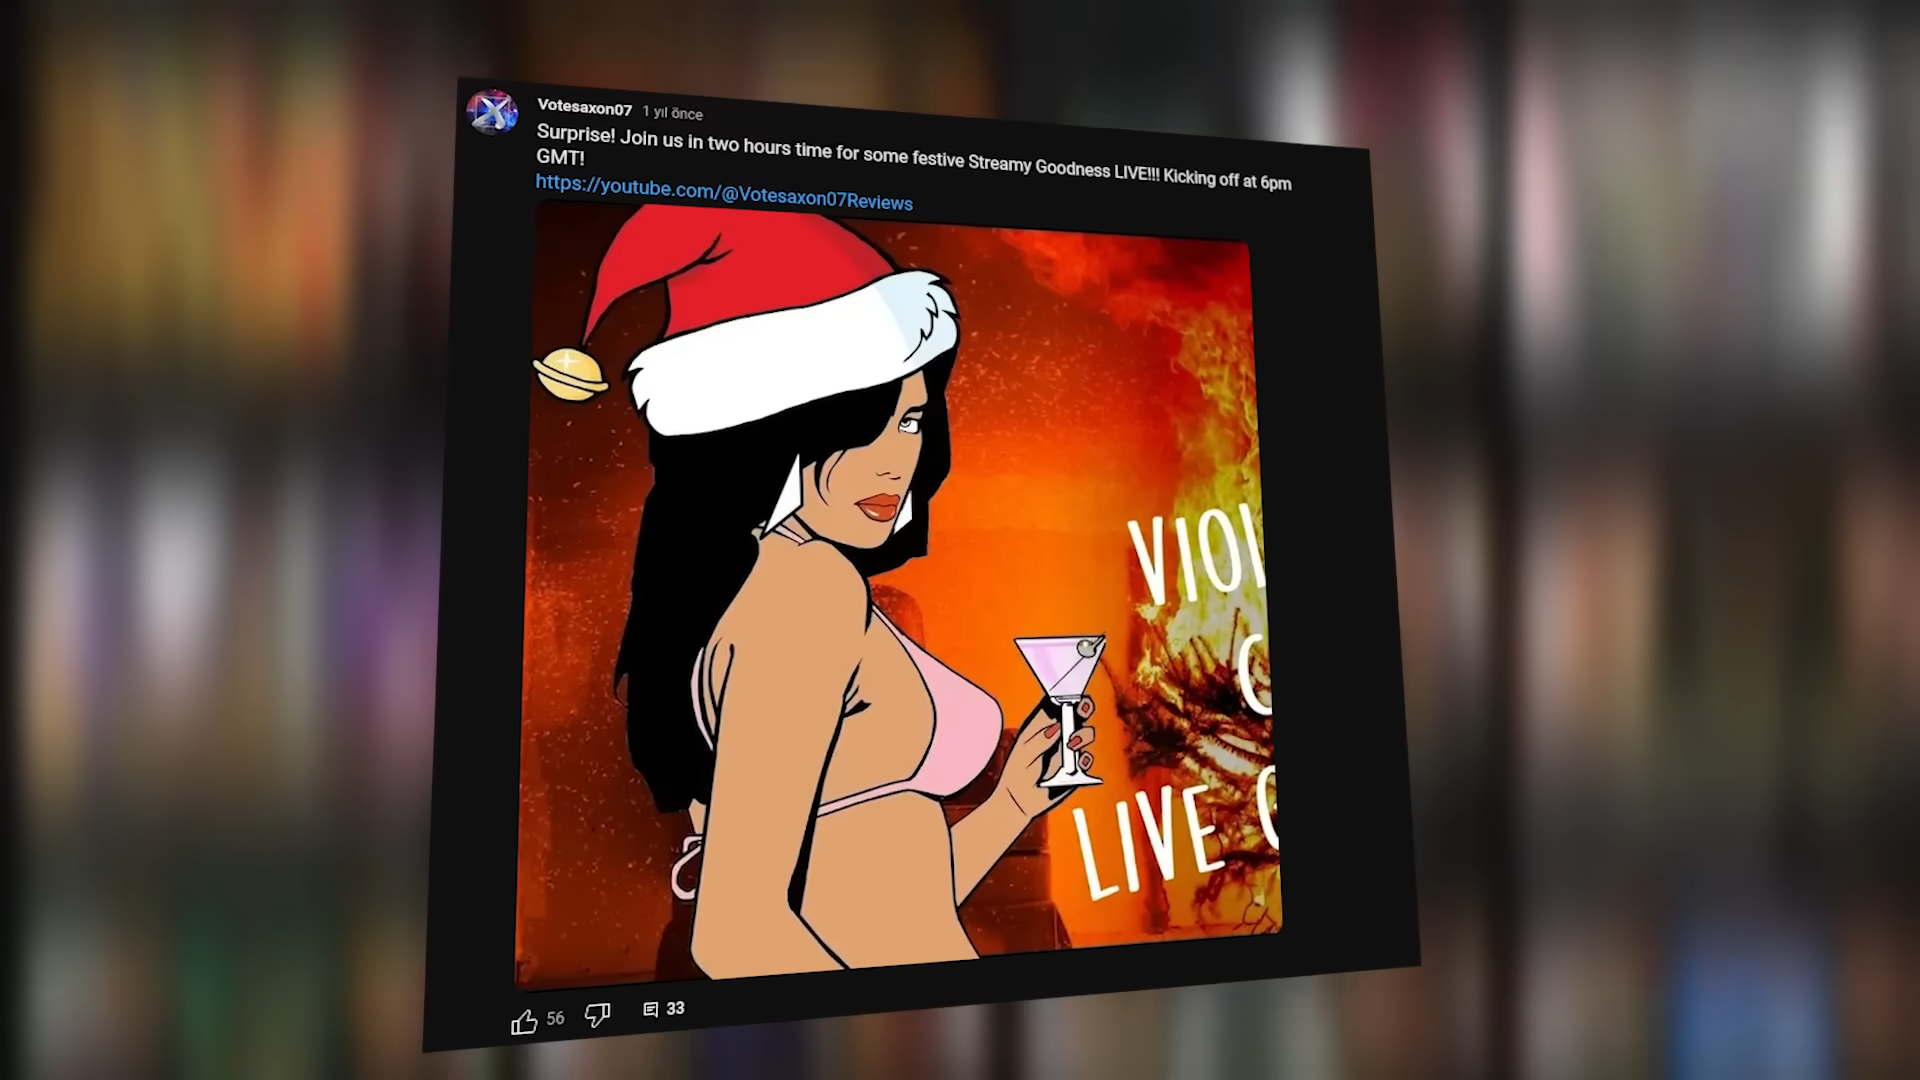 Votesaxon07 1 yıl önce
Surprise! Join us in two hours time for some festive Streamy Goodness LIVE!!! Kicking off at 6pm
GMT!
https://youtube.com/@Votesaxon07Reviews
VIOL
LIVE
56 33